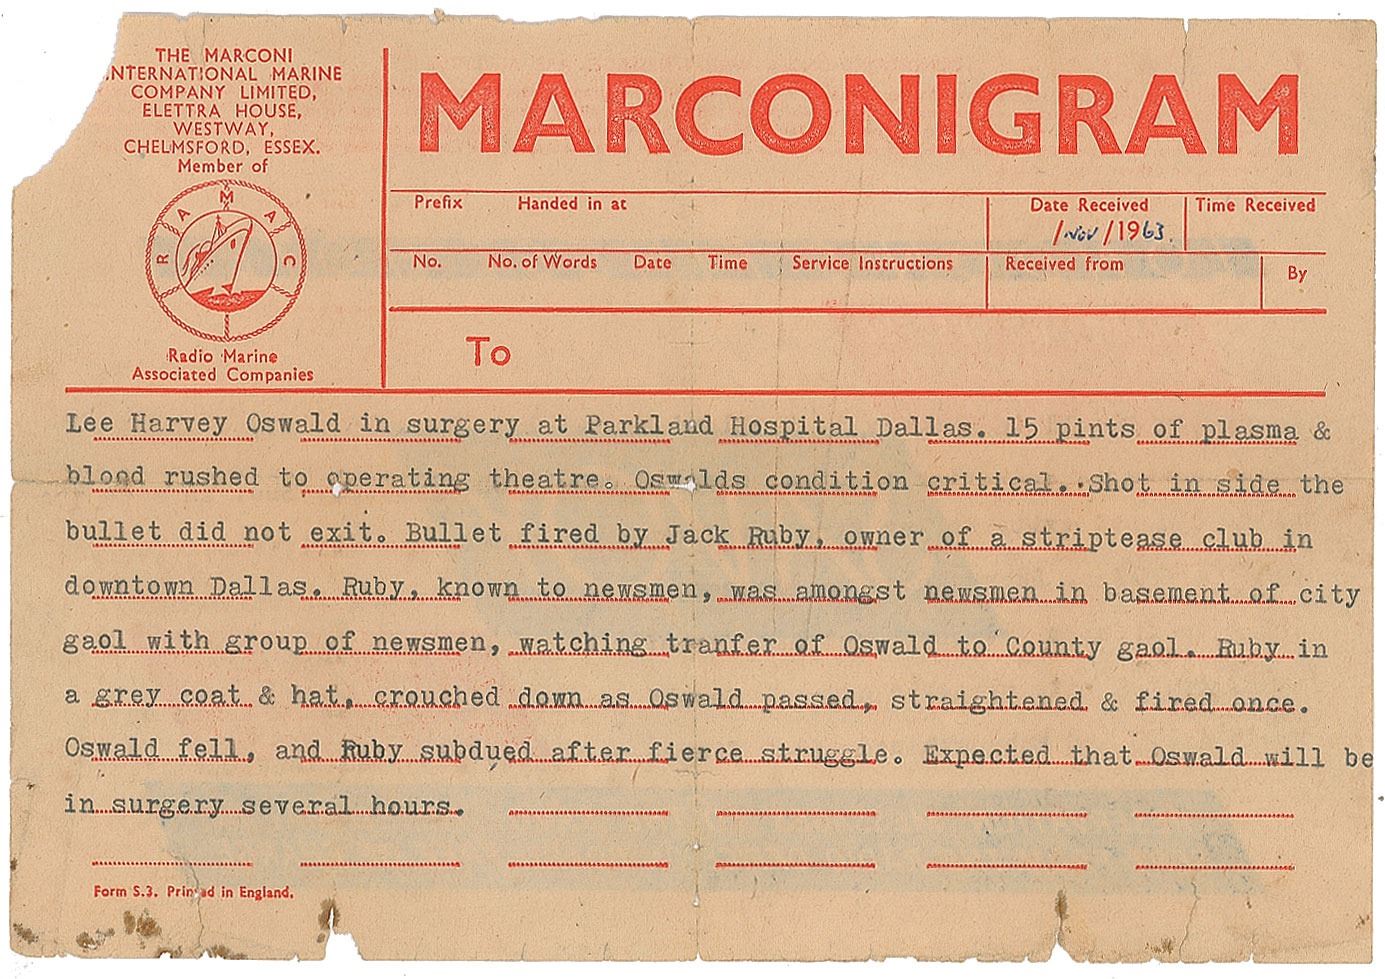 THE MARCONI
INTERNATIONAL MARINE
COMPANY LIMITED,
ELETTRA HOUSE,
WESTWAY,
CHELMSFORD, ESSEX.
Member of
R A M A C
Radio Marine
Associated Companies
MARCONIGRAM
Prefix Handed in at Date Received Time Received
/Nov/1963.
No. No. of Words Date Time Service Instructions Received from By
To
Lee Harvey Oswald in surgery at Parkland Hospital Dallas. 15 pints of plasma &
blood rushed to operating theatre. Oswalds condition critical. Shot in side the
bullet did not exit. Bullet fired by Jack Ruby, owner of a striptease club in
downtown Dallas. Ruby, known to newsmen, was amongst newsmen in basement of city
gaol with group of newsmen, watching tranfer of Oswald to County gaol. Ruby in
a grey coat & hat, crouched down as Oswald passed, straightened & fired once.
Oswald fell, and Ruby subdued after fierce struggle. Expected that Oswald will be
in surgery several hours.
Form S.3. Printed in England.